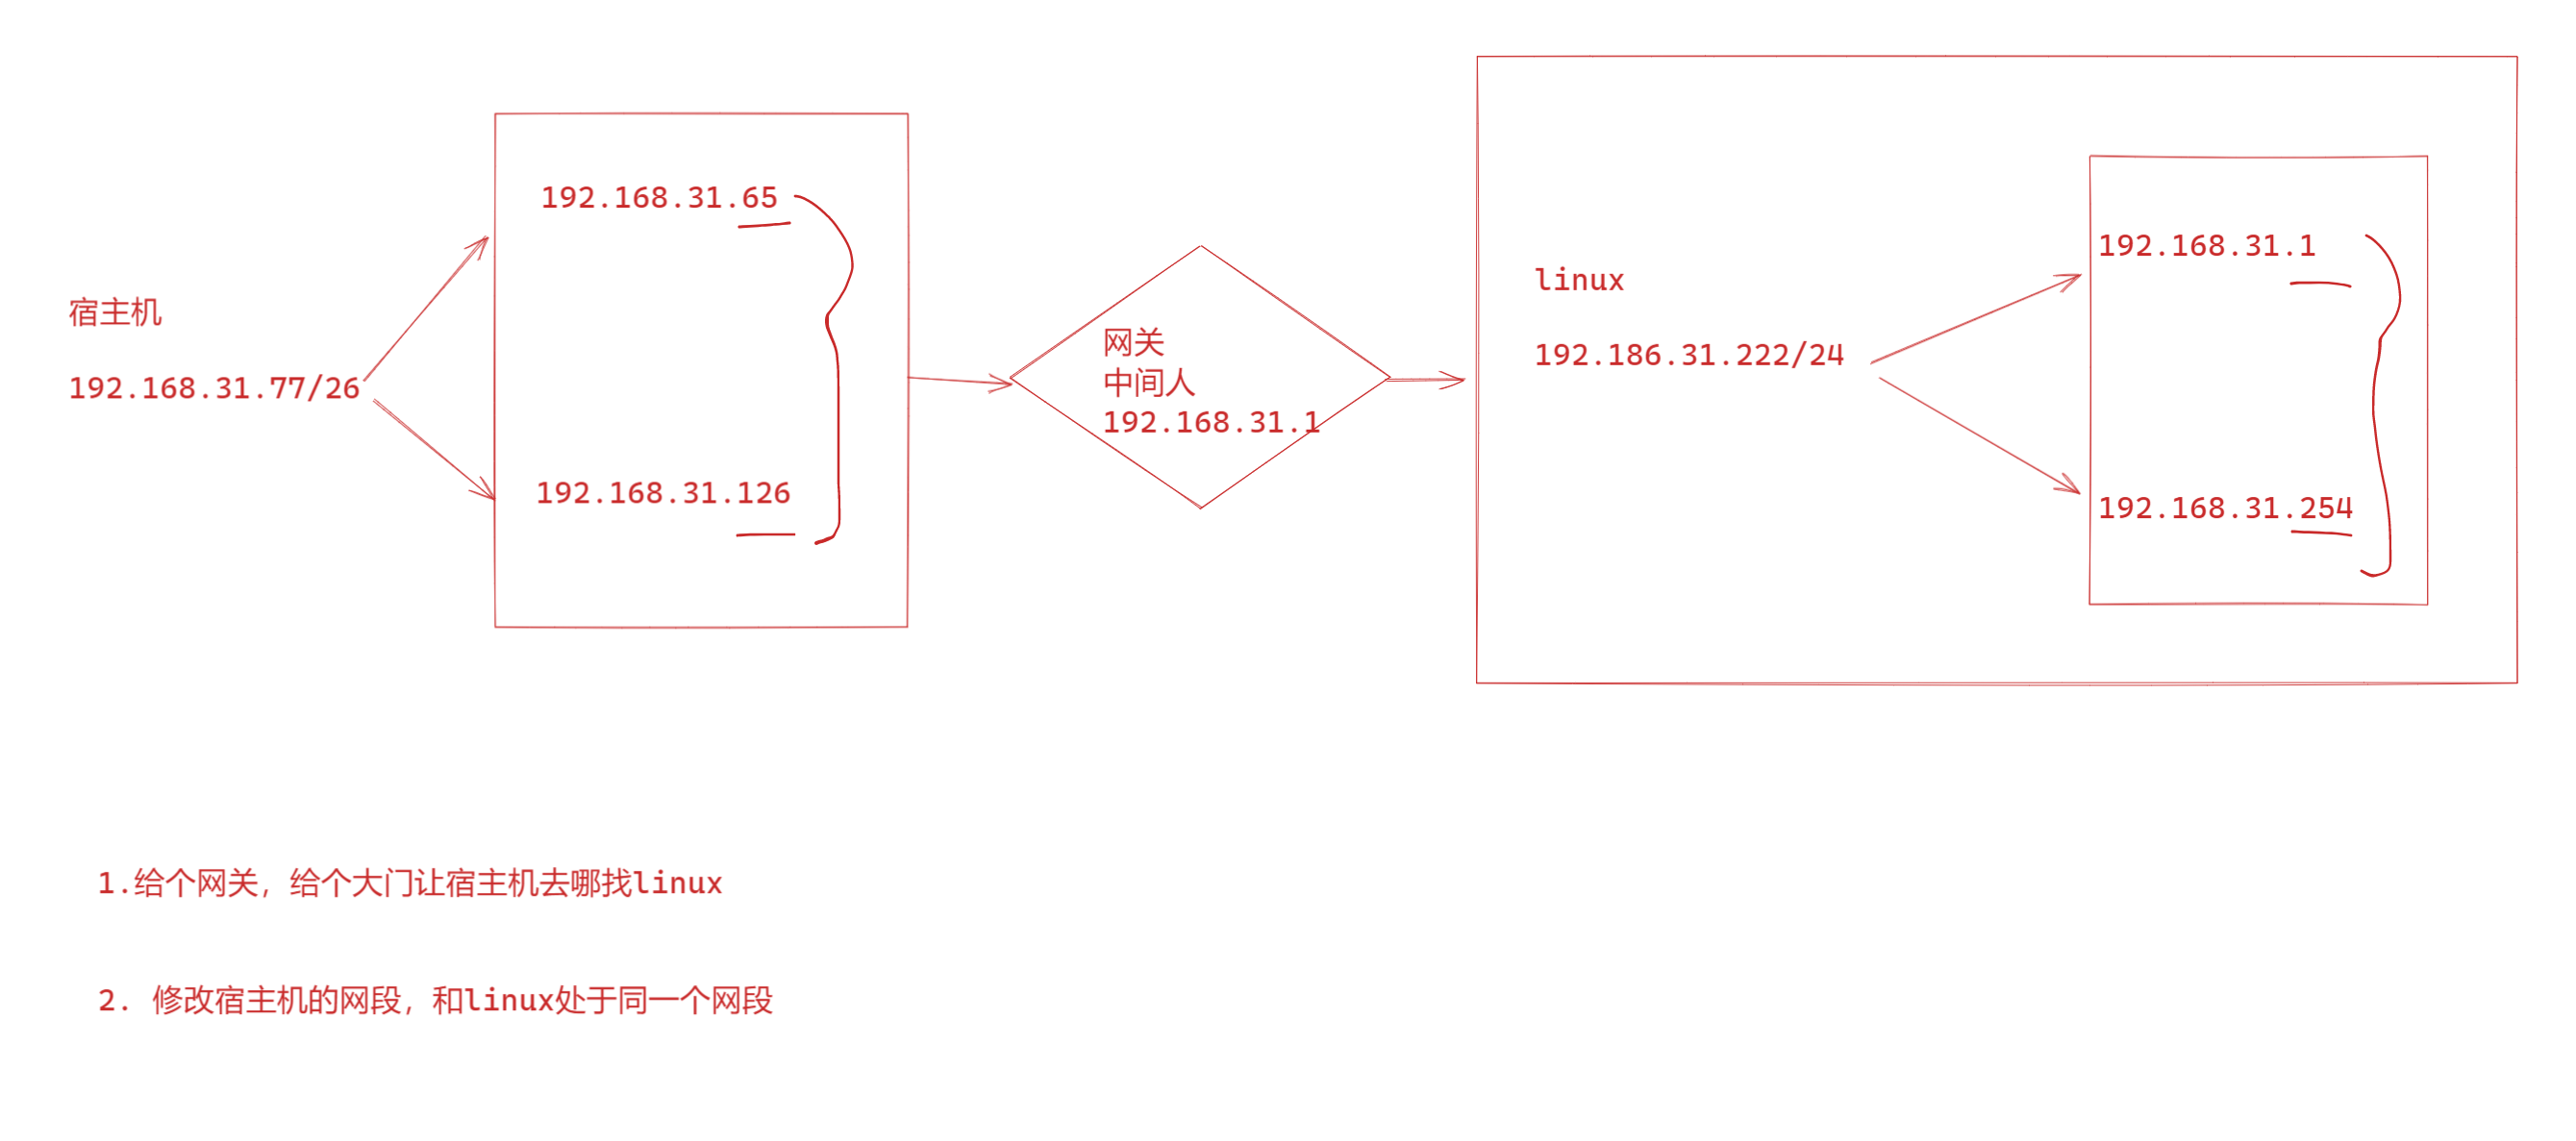 宿主机
192.168.31.77/26
192.168.31.65
192.168.31.126
网关
中间人
192.168.31.1
linux
192.186.31.222/24
192.168.31.1
192.168.31.254
1.给个网关，给个大门让宿主机去哪找linux
2. 修改宿主机的网段，和linux处于同一个网段